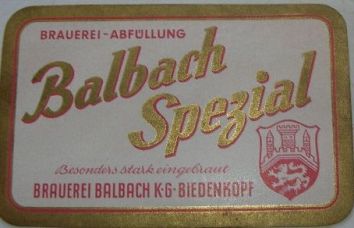 BRAUEREI-ABFÜLLUNG
Balbach
Spezial
Besonders stark eingebraut
BRAUEREI BALBACH K·G·BIEDENKOPF